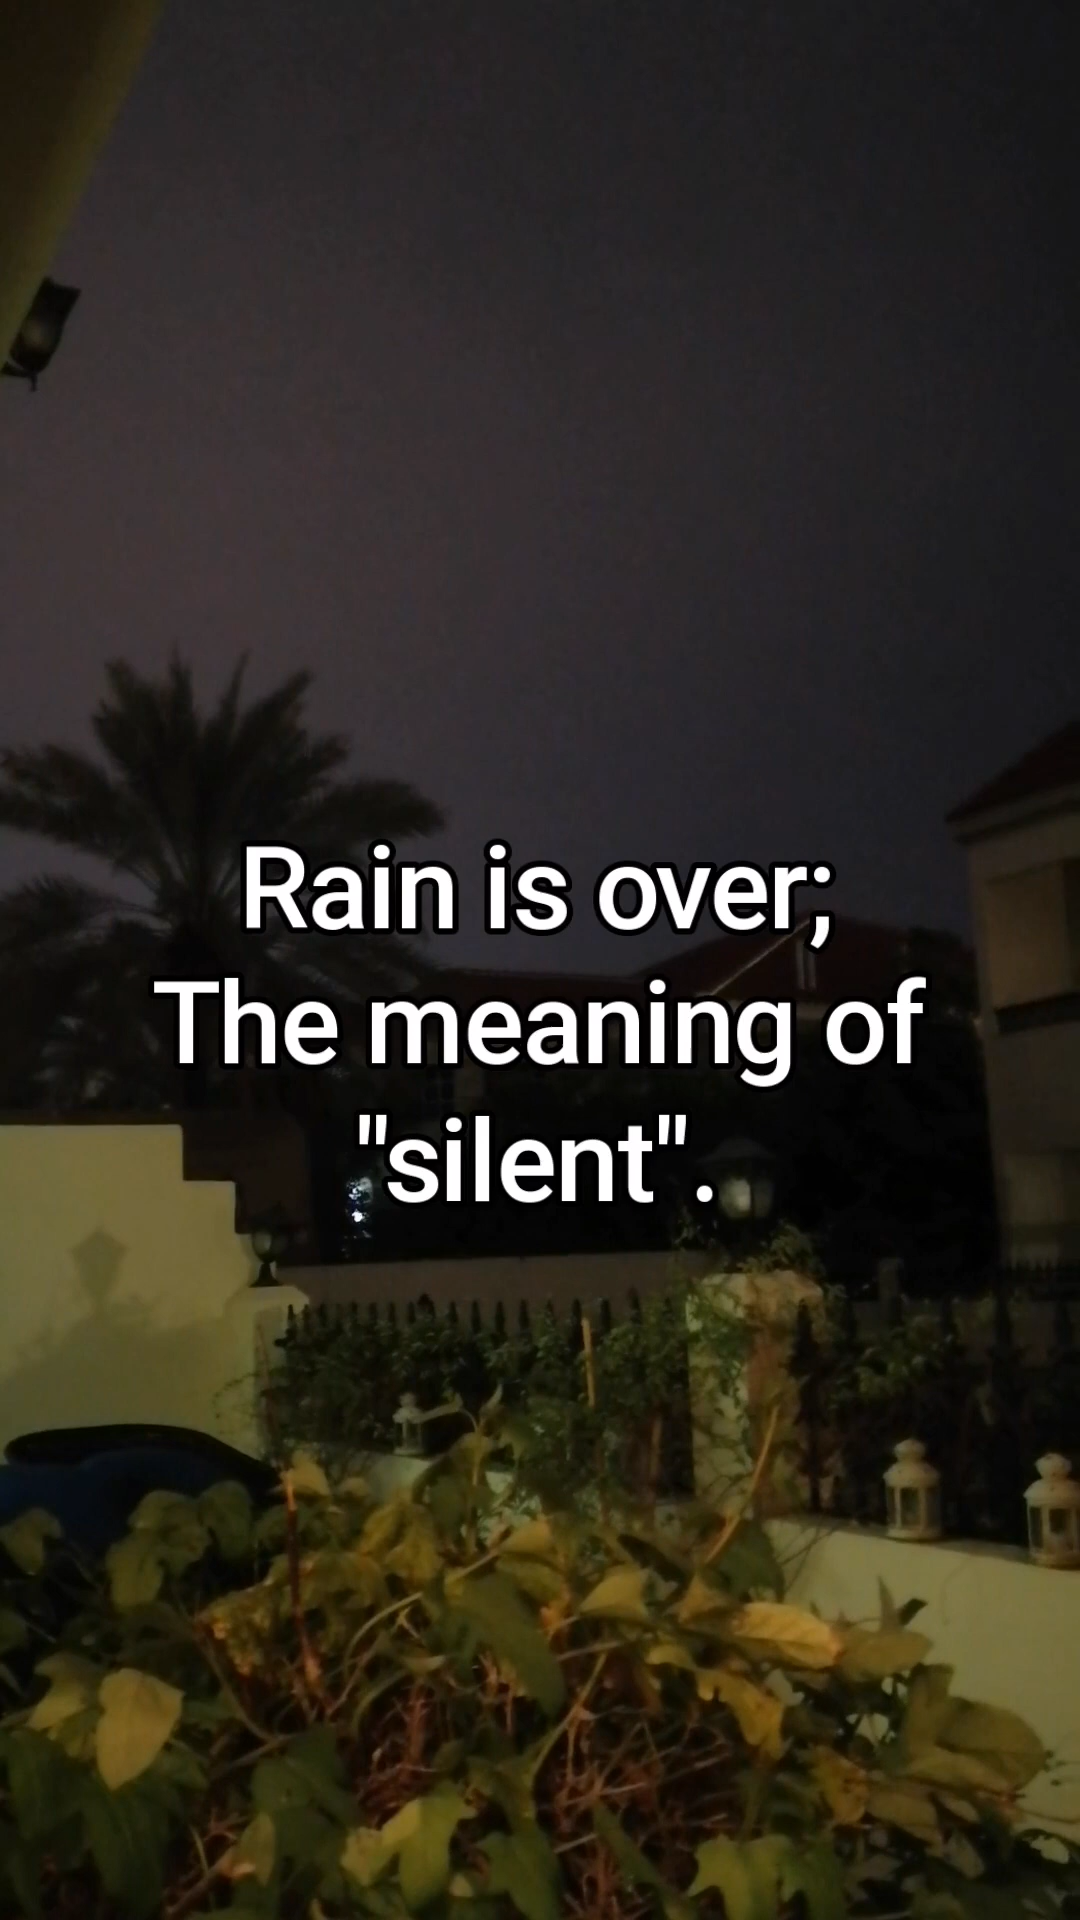 Rain is over;
The meaning of
"silent".